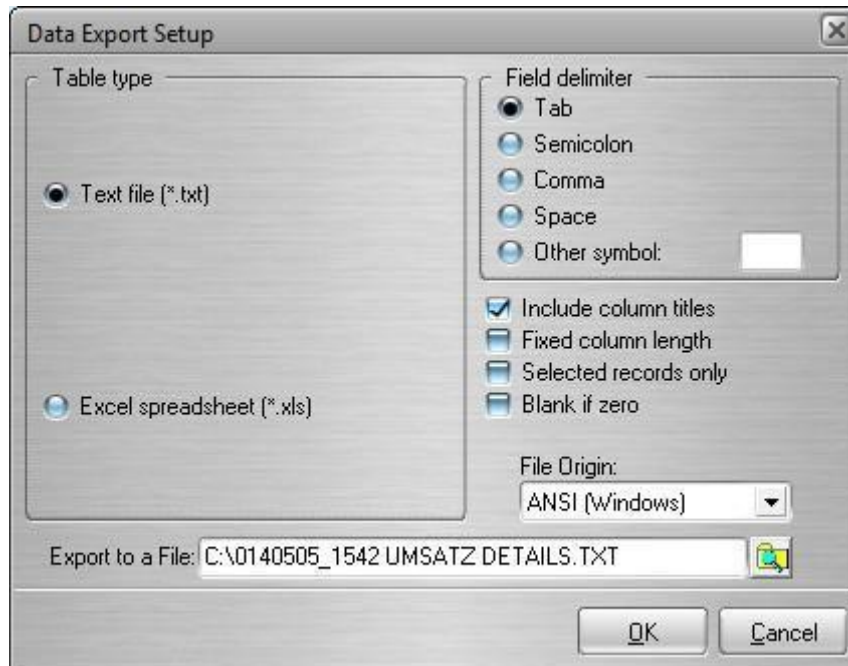 Data Export Setup
Table type
Text file (*.txt)
Excel spreadsheet (*.xls)
Field delimiter
Tab
Semicolon
Comma
Space
Other symbol:
Include column titles
Fixed column length
Selected records only
Blank if zero
File Origin:
ANSI (Windows)
Export to a File: C:\0140505_1542 UMSATZ DETAILS.TXT
OK Cancel